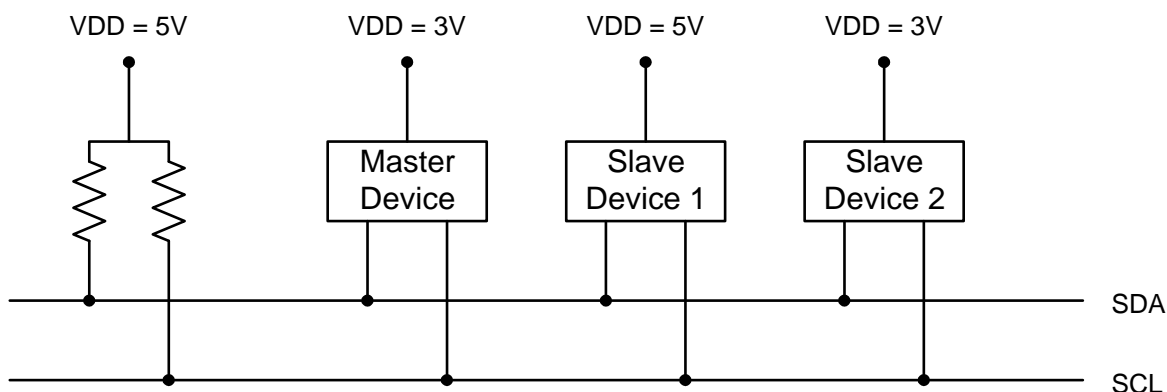 VDD = 5V
VDD = 3V
VDD = 5V
VDD = 3V
Master
Device
Slave
Device 1
Slave
Device 2
SDA
SCL